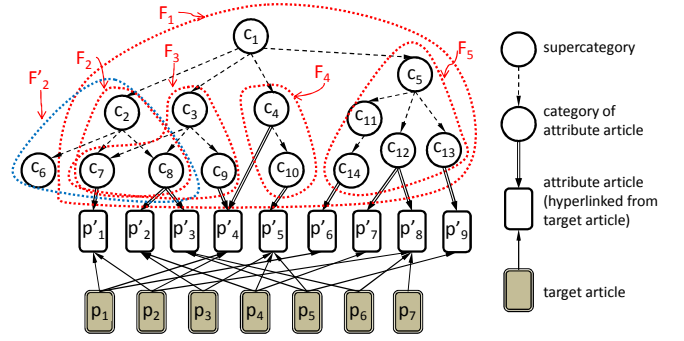 F₁
F₂
F₃
F'₂
F₄
F₅
c₁
c₅
c₂
c₃
c₄
c₁₁
c₆
c₇
c₈
c₉
c₁₀
c₁₄
c₁₂
c₁₃
p'₁
p'₂
p'₃
p'₄
p'₅
p'₆
p'₇
p'₈
p'₉
p₁
p₂
p₃
p₄
p₅
p₆
p₇
supercategory
category of
attribute article
attribute article
(hyperlinked from
target article)
target article